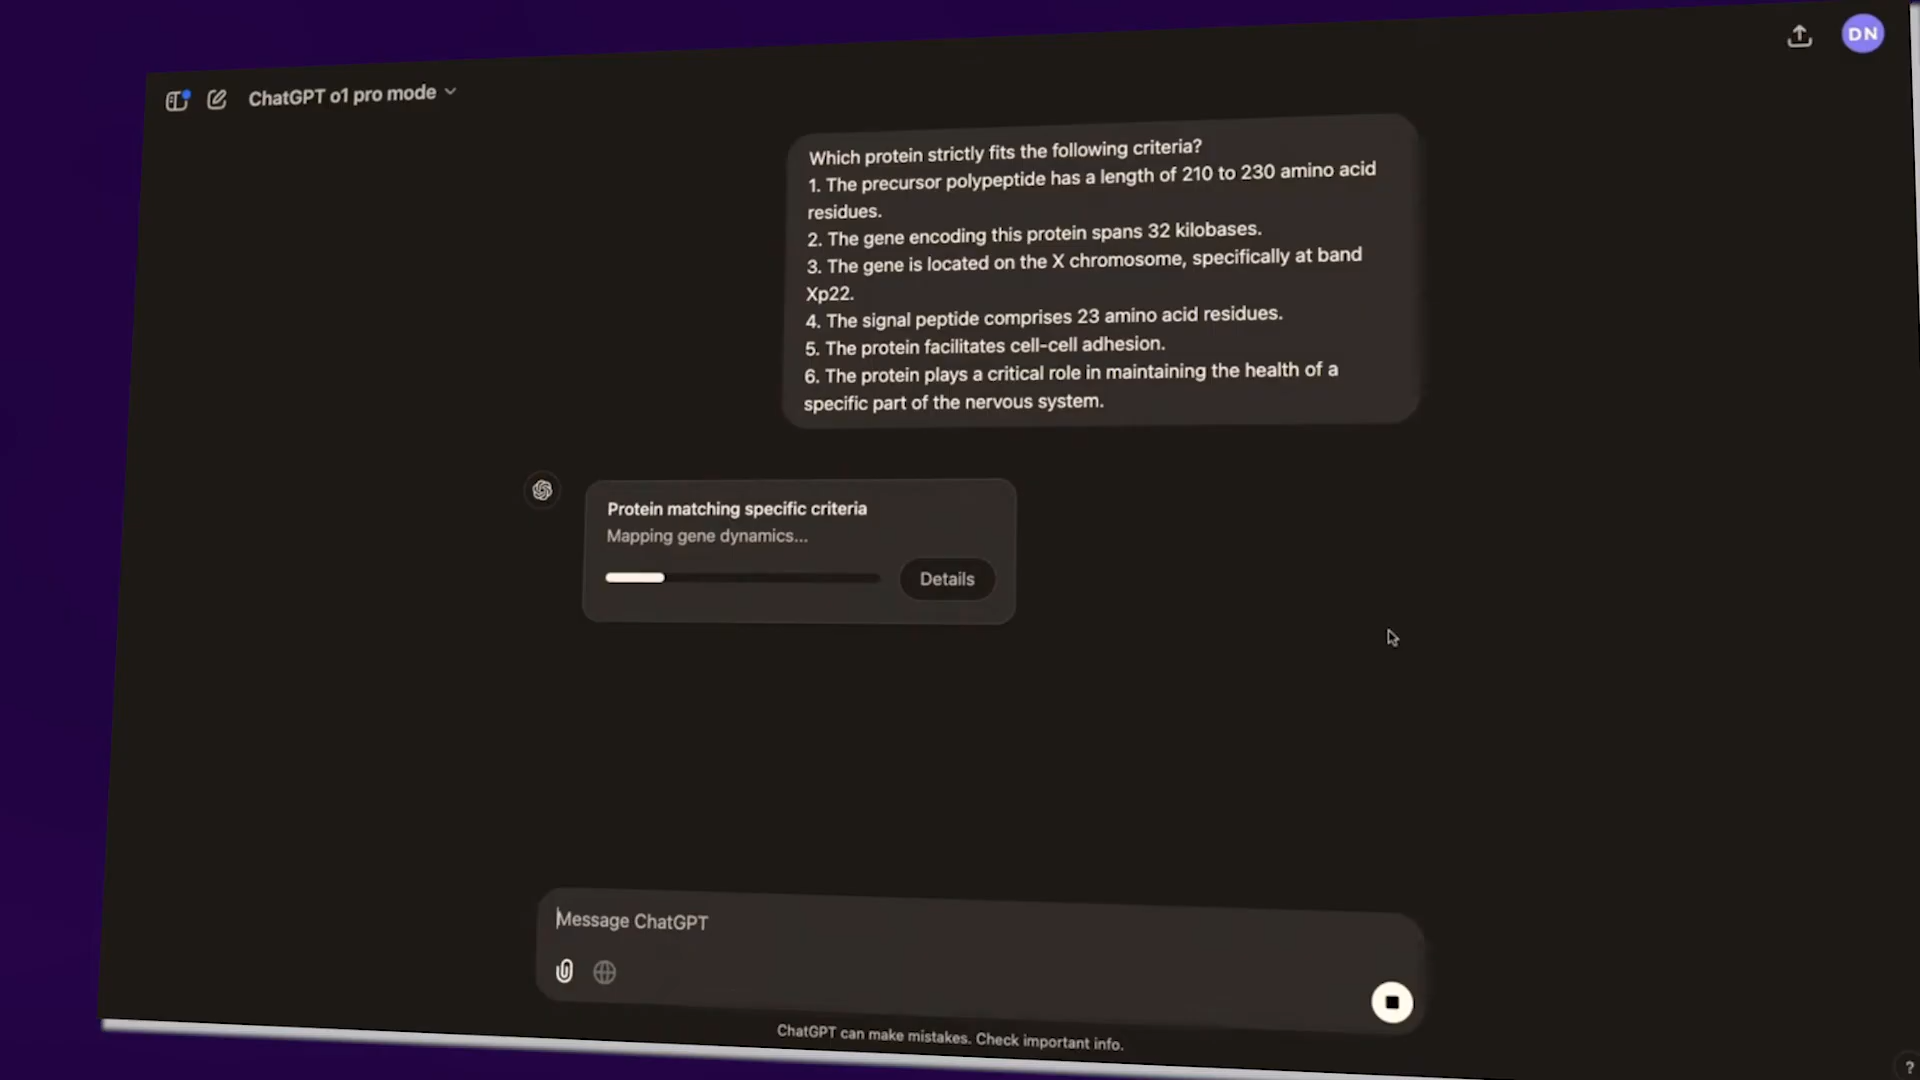 DN
ChatGPT o1 pro mode
Which protein strictly fits the following criteria?
1. The precursor polypeptide has a length of 210 to 230 amino acid
residues.
2. The gene encoding this protein spans 32 kilobases.
3. The gene is located on the X chromosome, specifically at band
Xp22.
4. The signal peptide comprises 23 amino acid residues.
5. The protein facilitates cell-cell adhesion.
6. The protein plays a critical role in maintaining the health of a
specific part of the nervous system.
Protein matching specific criteria
Mapping gene dynamics...
Details
Message ChatGPT
ChatGPT can make mistakes. Check important info.
?